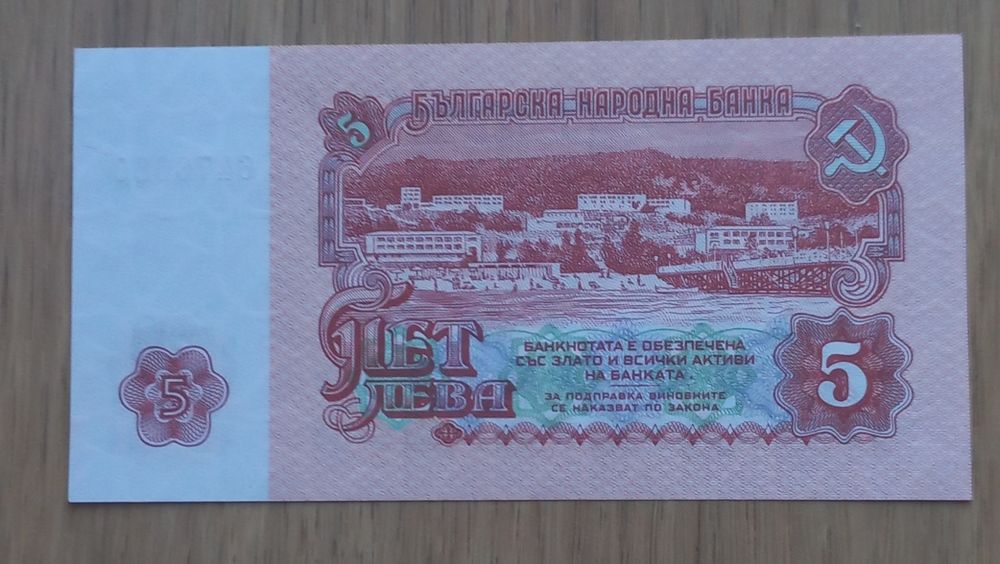 БЪЛГАРСКА НАРОДНА БАНКА
5
ПЕТ
ЛЕВА
БАНКНОТАТА Е ОБЕЗПЕЧЕНА
СЪС ЗЛАТО И ВСИЧКИ АКТИВИ
НА БАНКАТА.
ЗА ПОДПРАВКА ВИНОВНИТЕ
СЕ НАКАЗВАТ ПО ЗАКОНА
5
5